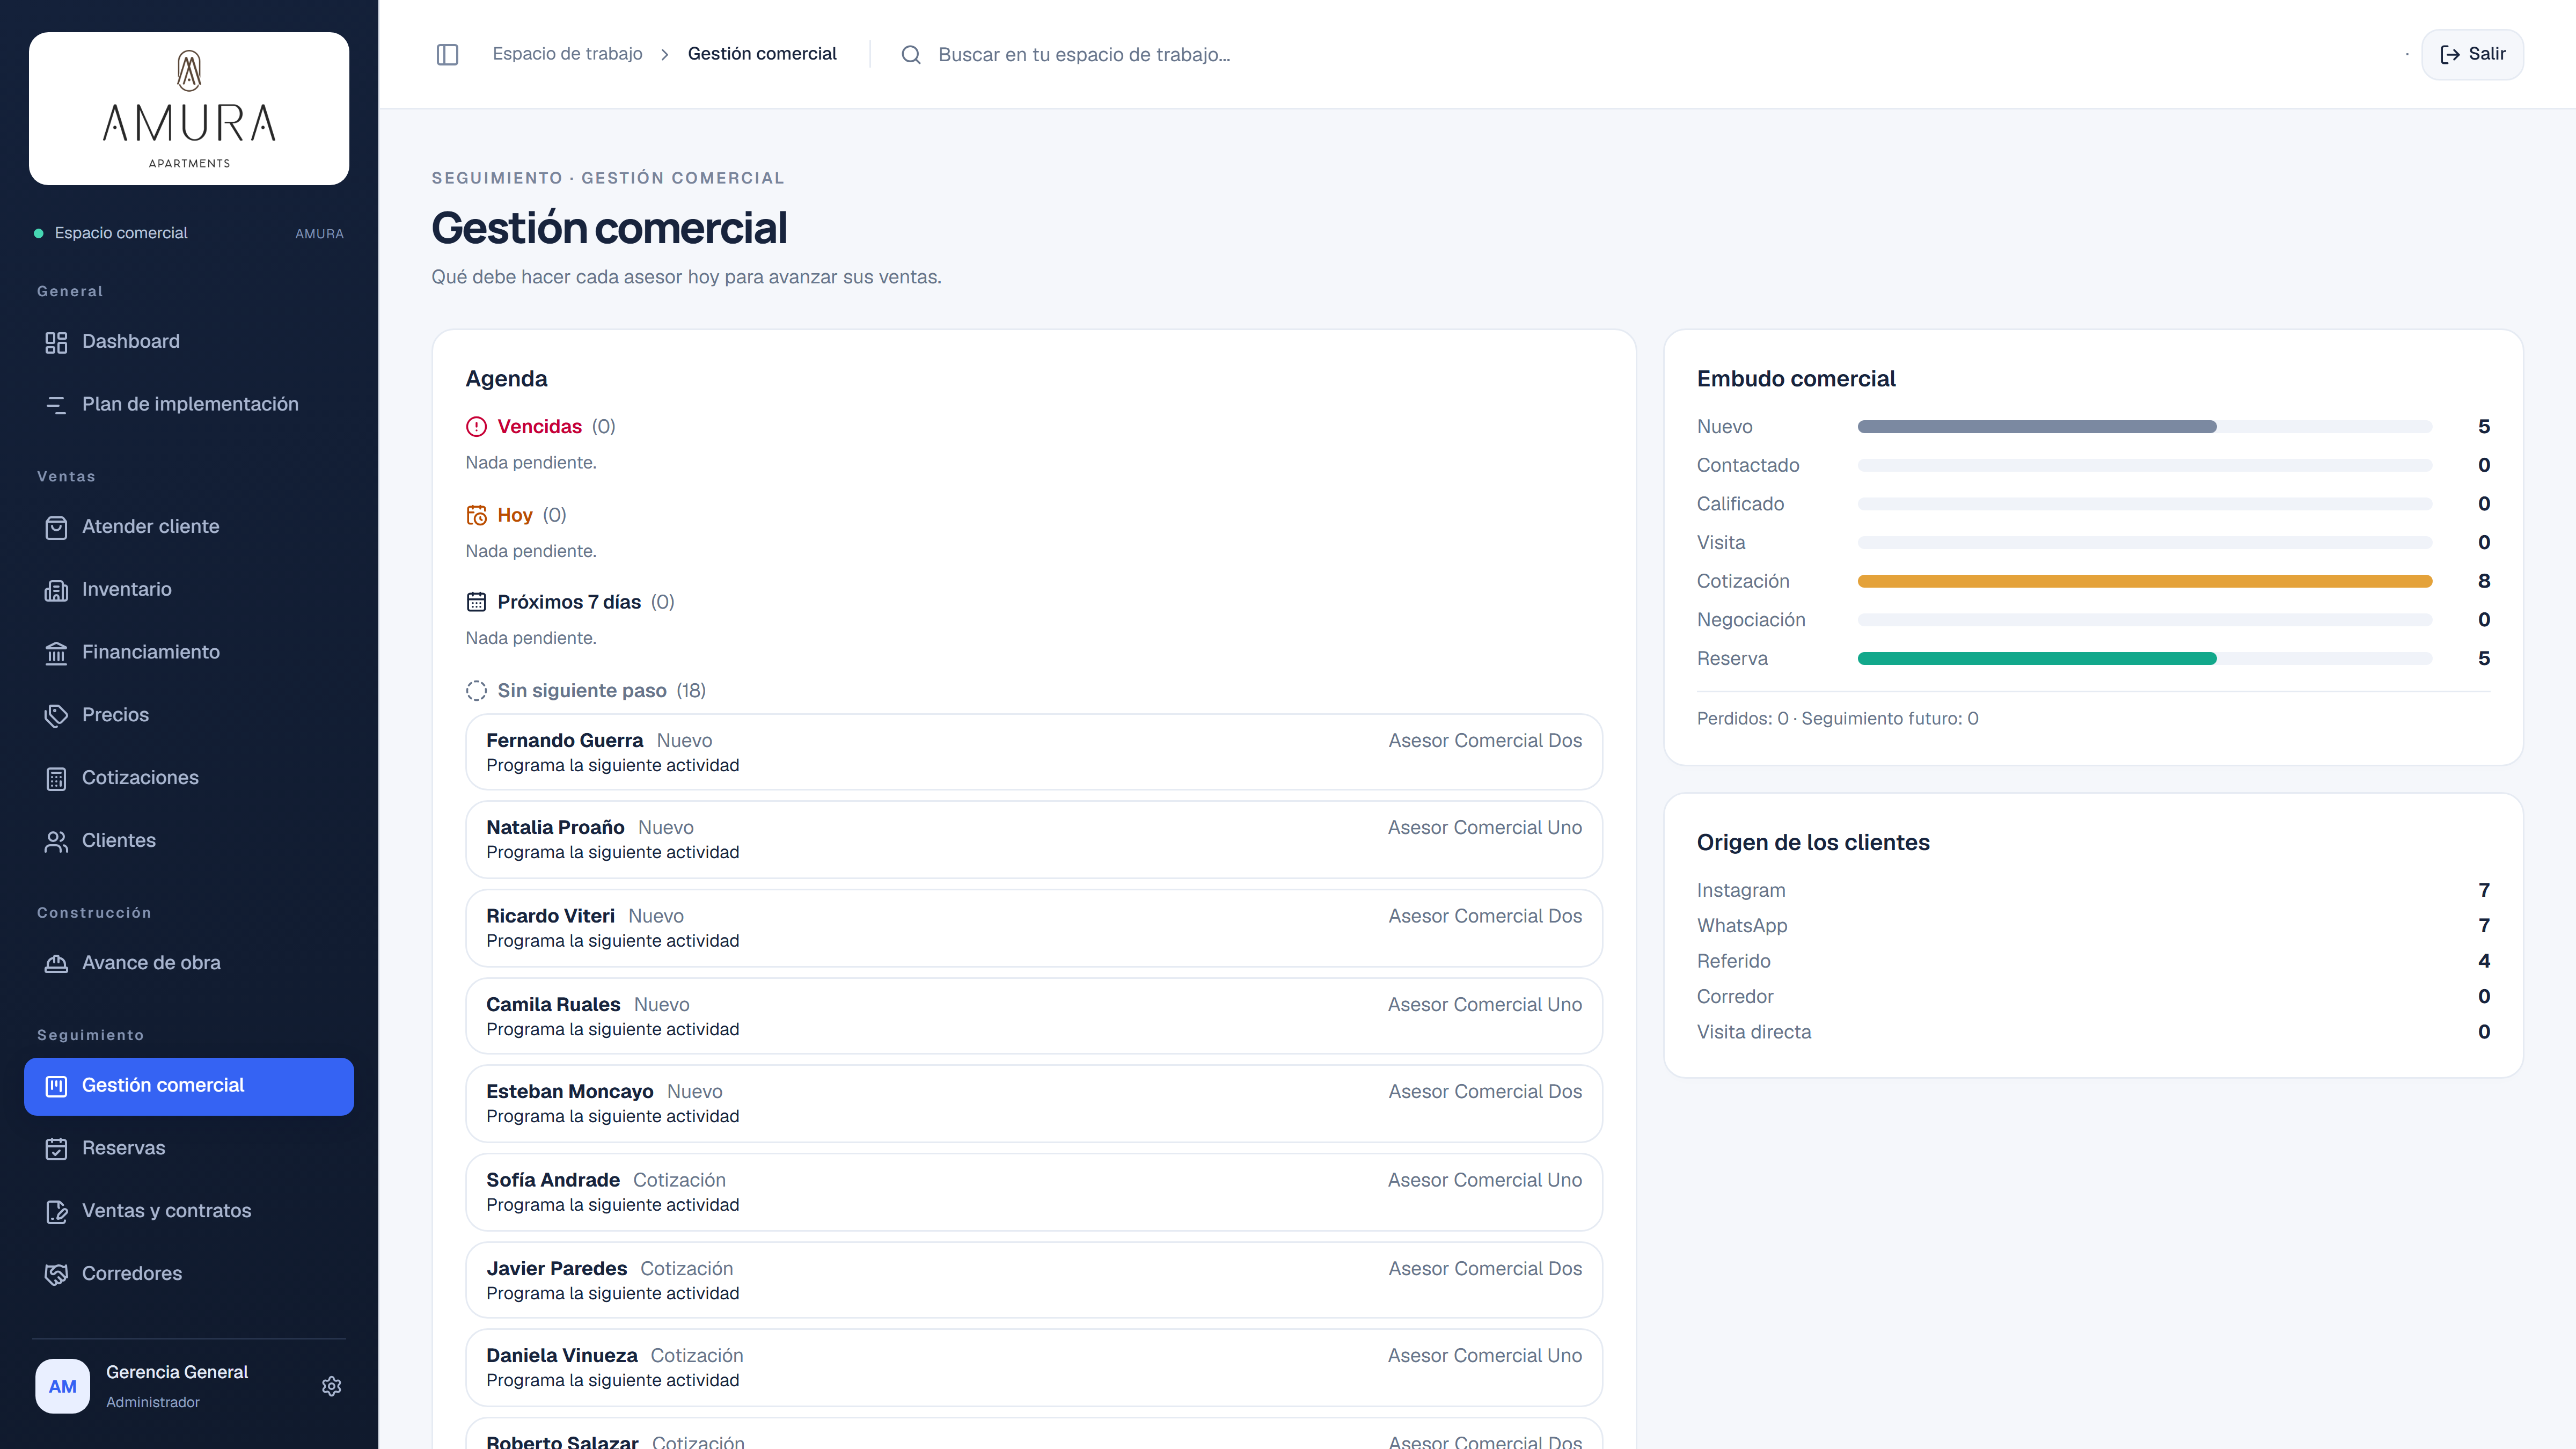 AMURA
APARTMENTS
Espacio comercial AMURA
General
Dashboard
Plan de implementación
Ventas
Atender cliente
Inventario
Financiamiento
Precios
Cotizaciones
Clientes
Construcción
Avance de obra
Seguimiento
Gestión comercial
Reservas
Ventas y contratos
Corredores
AM
Gerencia General
Administrador
Espacio de trabajo > Gestión comercial
Buscar en tu espacio de trabajo...
· Salir
SEGUIMIENTO · GESTIÓN COMERCIAL
Gestión comercial
Qué debe hacer cada asesor hoy para avanzar sus ventas.
Agenda
Vencidas (0)
Nada pendiente.
Hoy (0)
Nada pendiente.
Próximos 7 días (0)
Nada pendiente.
Sin siguiente paso (18)
Fernando Guerra Nuevo Asesor Comercial Dos
Programa la siguiente actividad
Natalia Proaño Nuevo Asesor Comercial Uno
Programa la siguiente actividad
Ricardo Viteri Nuevo Asesor Comercial Dos
Programa la siguiente actividad
Camila Ruales Nuevo Asesor Comercial Uno
Programa la siguiente actividad
Esteban Moncayo Nuevo Asesor Comercial Dos
Programa la siguiente actividad
Sofía Andrade Cotización Asesor Comercial Uno
Programa la siguiente actividad
Javier Paredes Cotización Asesor Comercial Dos
Programa la siguiente actividad
Daniela Vinueza Cotización Asesor Comercial Uno
Programa la siguiente actividad
Roberto Salazar Cotización Asesor Comercial Dos
Embudo comercial
Nuevo 5
Contactado 0
Calificado 0
Visita 0
Cotización 8
Negociación 0
Reserva 5
Perdidos: 0 · Seguimiento futuro: 0
Origen de los clientes
Instagram 7
WhatsApp 7
Referido 4
Corredor 0
Visita directa 0